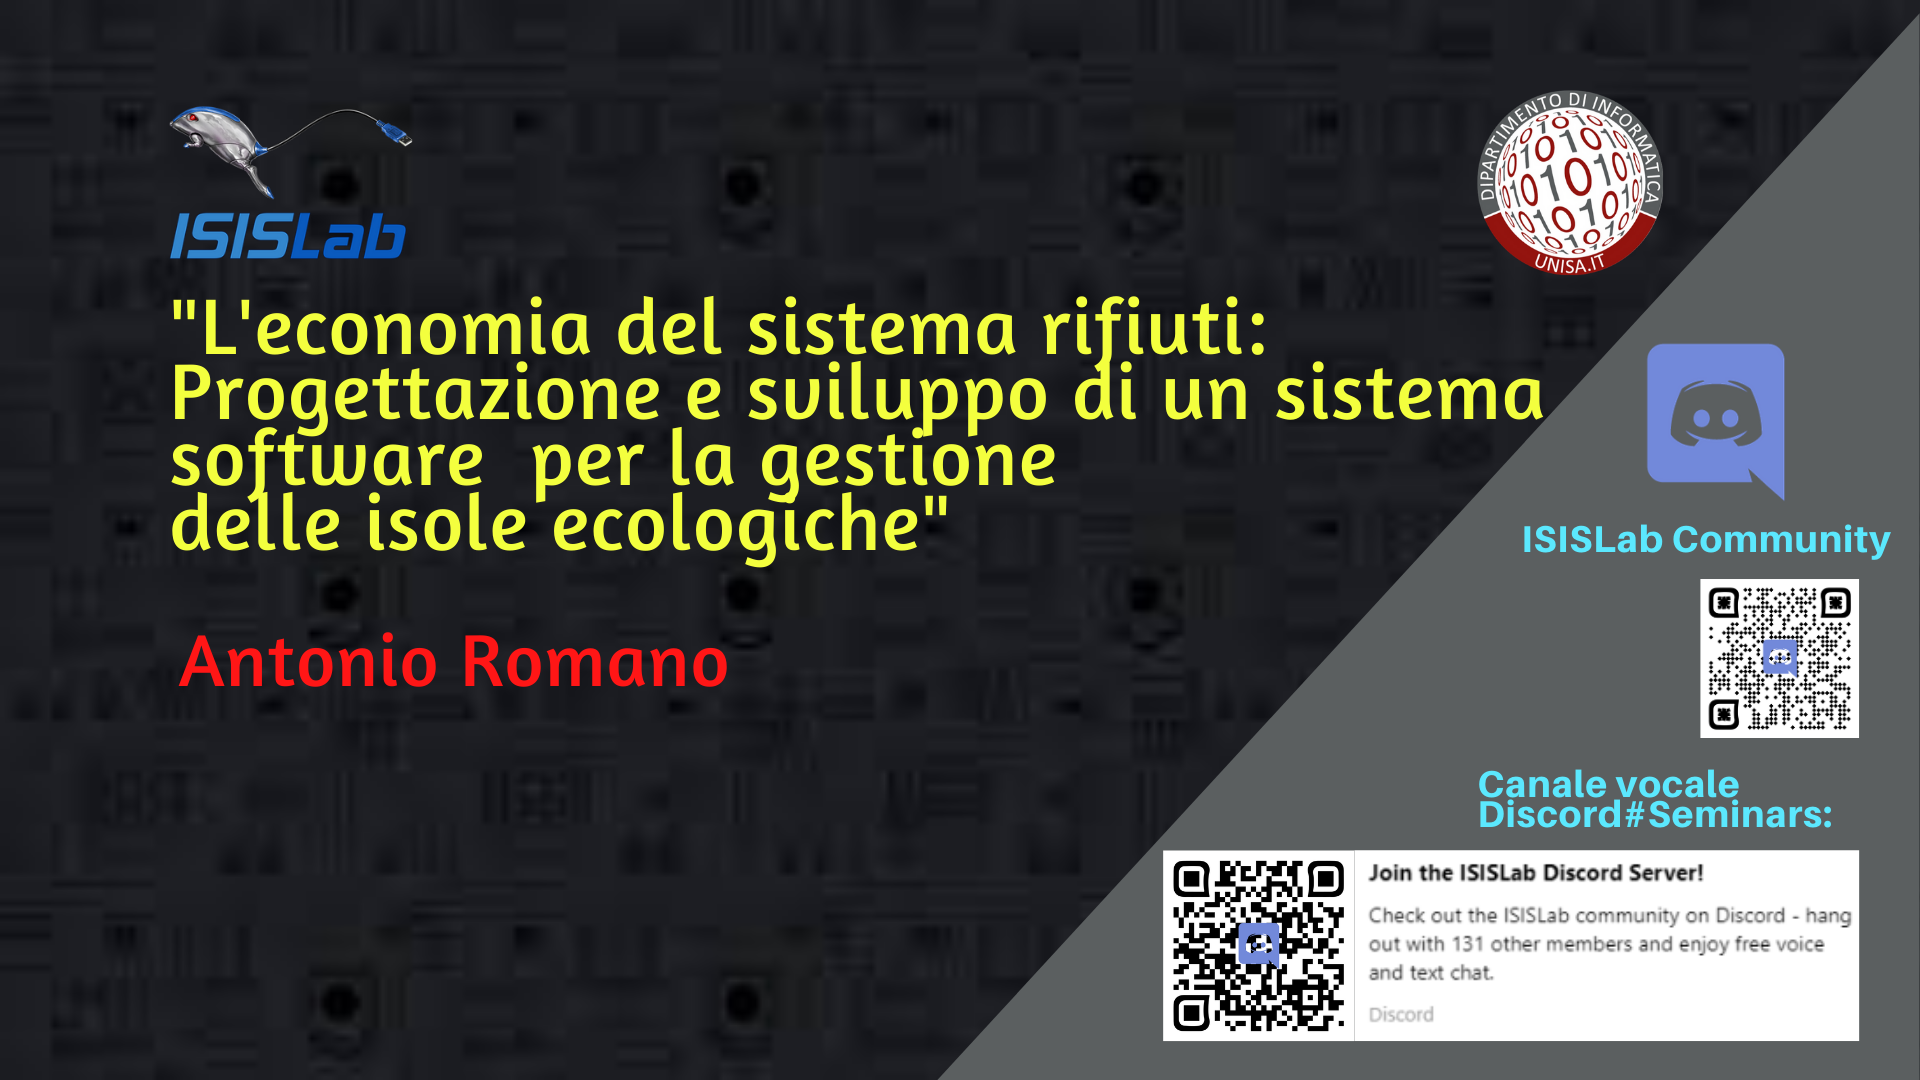 ISISLab
DIPARTIMENTO DI INFORMATICA
UNISA.IT
"L'economia del sistema rifiuti:
Progettazione e sviluppo di un sistema
software  per la gestione
delle isole ecologiche"
Antonio Romano
ISISLab Community
Canale vocale
Discord#Seminars:
Join the ISISLab Discord Server!
Check out the ISISLab community on Discord - hang
out with 131 other members and enjoy free voice
and text chat.
Discord